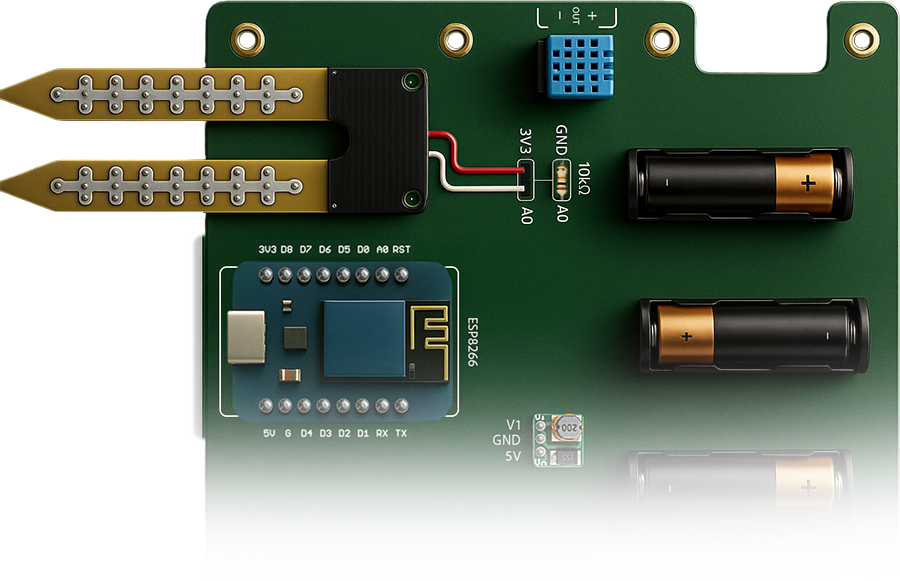 − OUT +
3V3
GND
10kΩ
A0
A0
- +
3V3 D8 D7 D6 D5 D0 A0 RST
ESP8266
+ -
5V G D4 D3 D2 D1 RX TX
V1
GND
5V
200
+